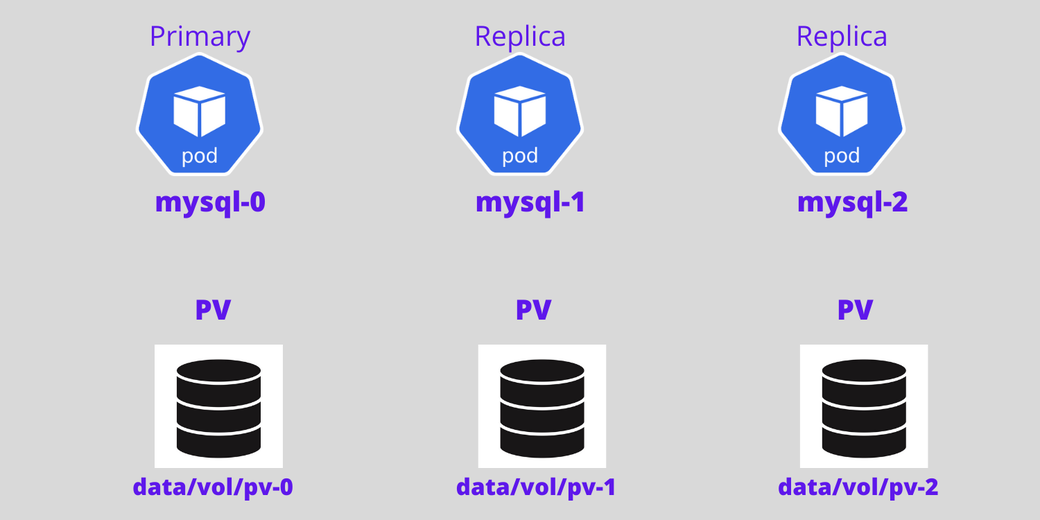 Primary Replica Replica
pod pod pod
mysql-0 mysql-1 mysql-2
PV PV PV
data/vol/pv-0 data/vol/pv-1 data/vol/pv-2